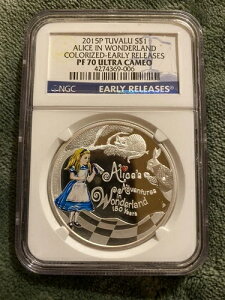 2015P TUVALU S$1
ALICE IN WONDERLAND
COLORIZED-EARLY RELEASES
PF 70 ULTRA CAMEO
4274369-006
NGC
EARLY RELEASES
Alice's
Adventures
in
Wonderland
150 Years